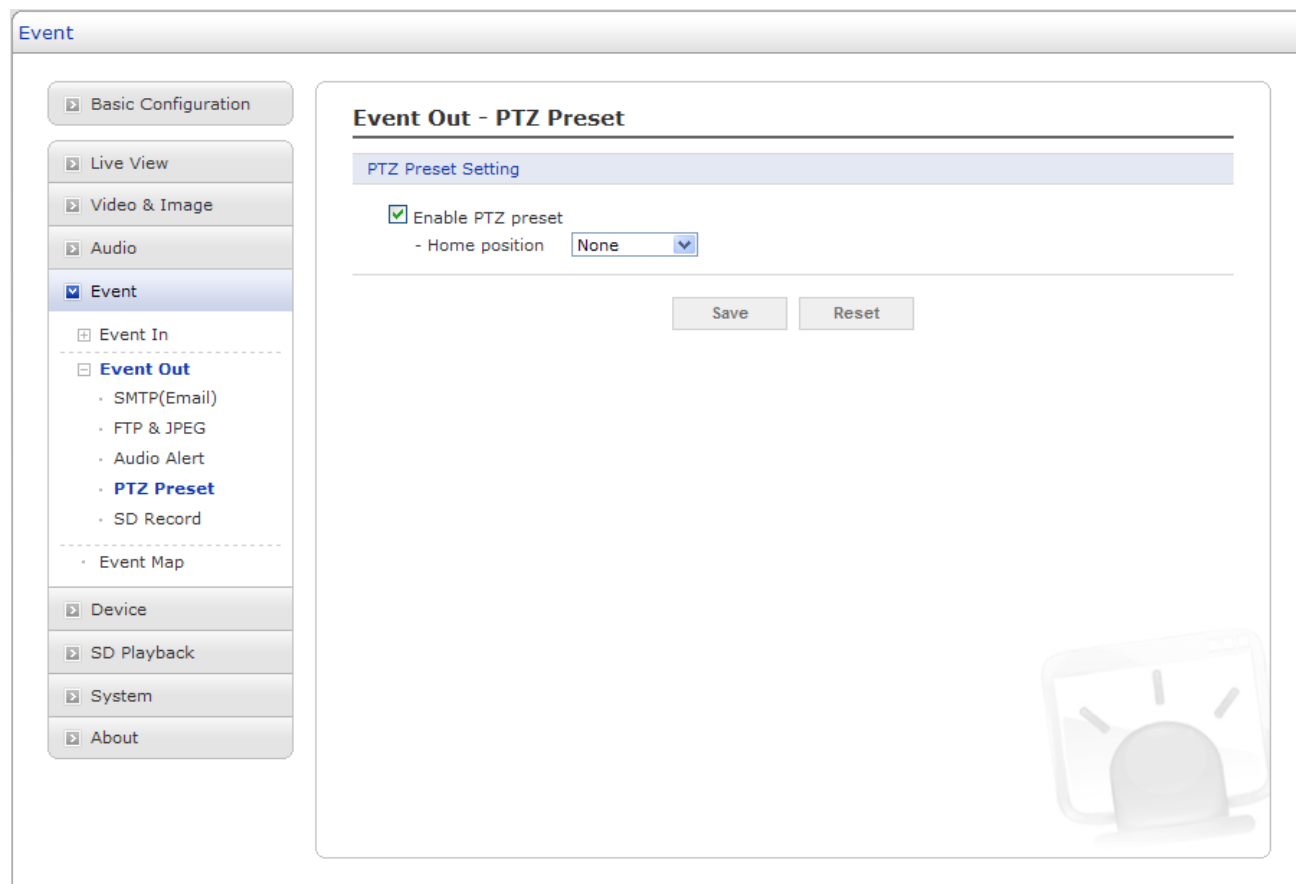 Event
Basic Configuration
Live View
Video & Image
Audio
Event
Event In
Event Out
SMTP(Email)
FTP & JPEG
Audio Alert
PTZ Preset
SD Record
Event Map
Device
SD Playback
System
About
Event Out - PTZ Preset
PTZ Preset Setting
Enable PTZ preset
- Home position None
Save Reset